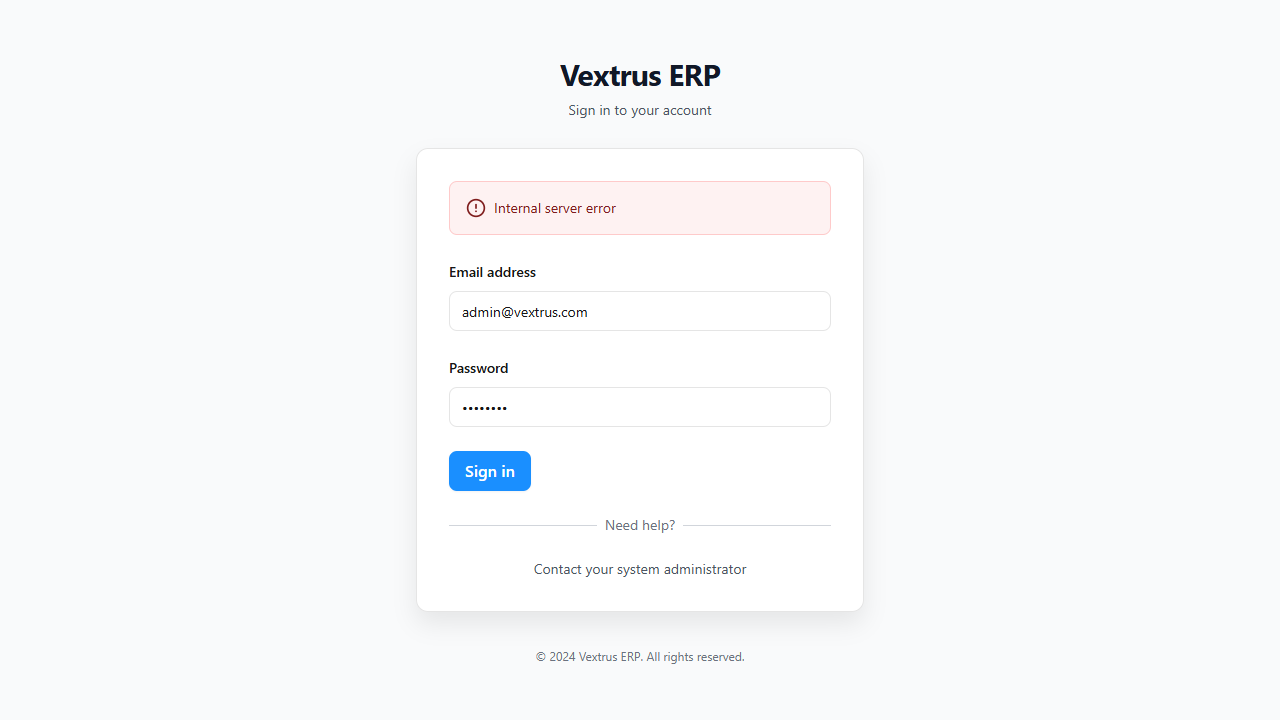 Vextrus ERP
Sign in to your account
Internal server error
Email address
admin@vextrus.com
Password
••••••••
Sign in
Need help?
Contact your system administrator
© 2024 Vextrus ERP. All rights reserved.